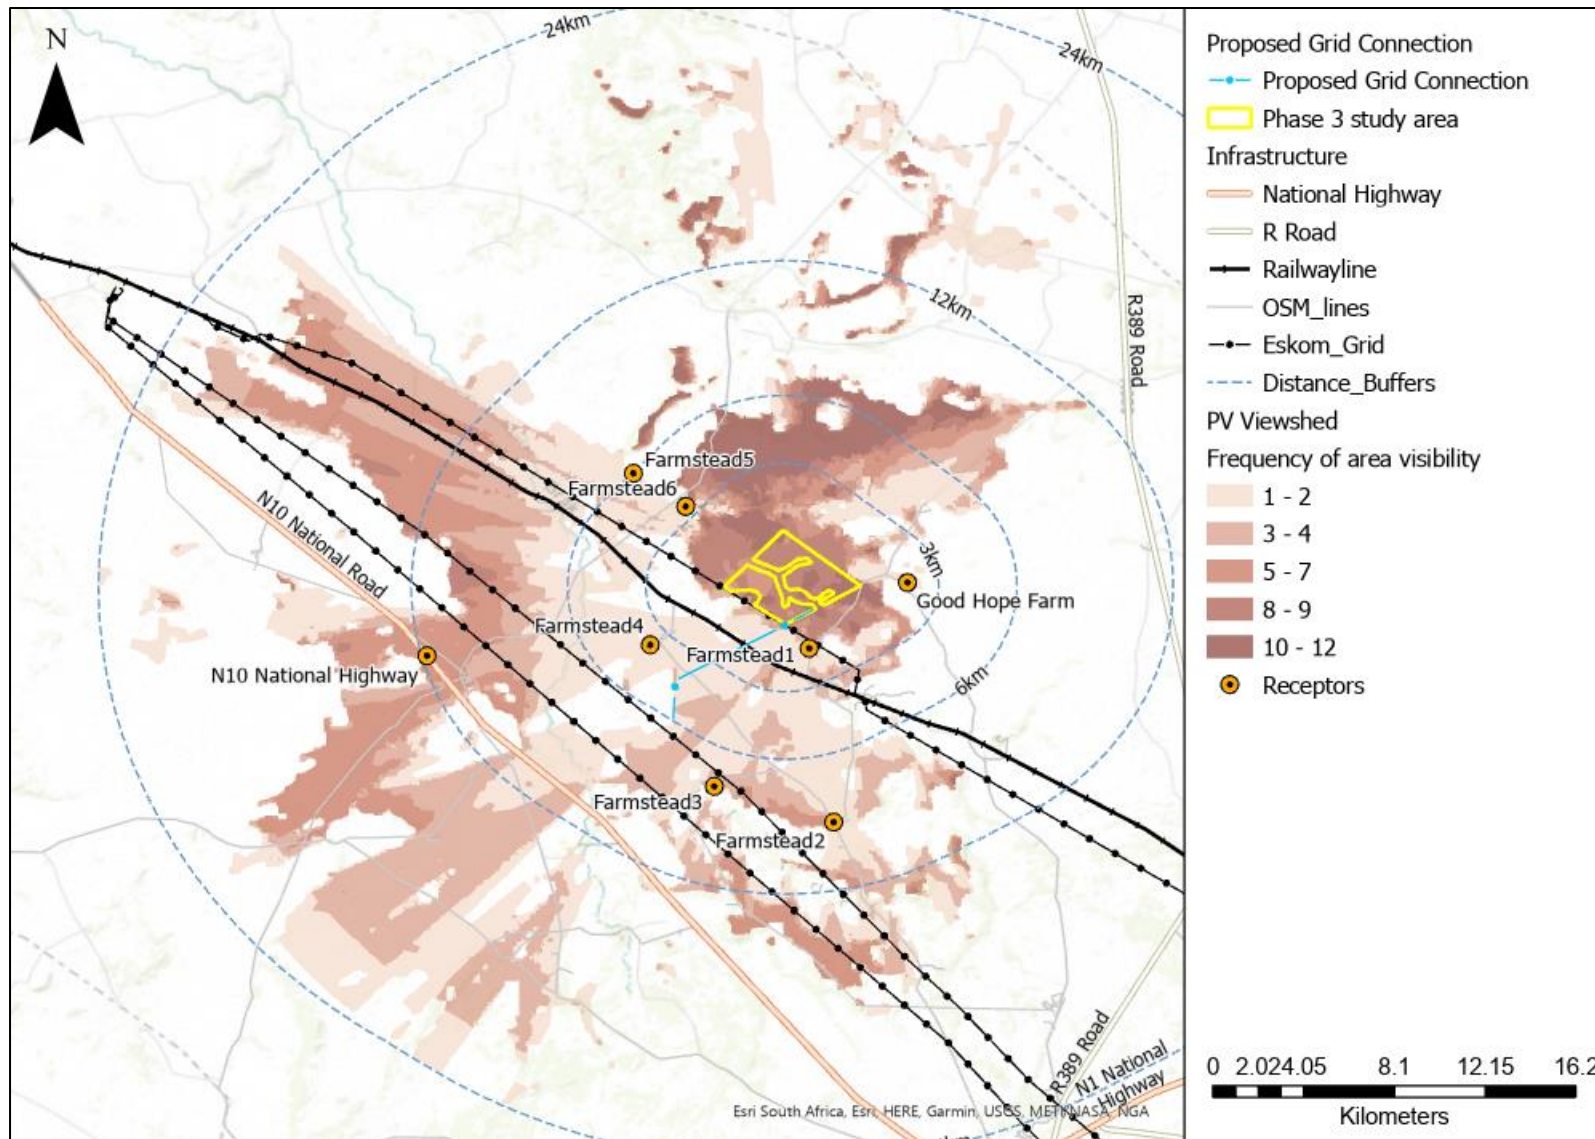 N
24km
24km
12km
R389 Road
Farmstead5
Farmstead6
N10 National Road
3km
Good Hope Farm
Farmstead4
Farmstead1
N10 National Highway
6km
Farmstead3
Farmstead2
R389 Road
N1 National
Highway
Esri South Africa, Esri, HERE, Garmin, USGS, METI/NASA, NGA
Proposed Grid Connection
Proposed Grid Connection
Phase 3 study area
Infrastructure
National Highway
R Road
Railwayline
OSM_lines
Eskom_Grid
Distance_Buffers
PV Viewshed
Frequency of area visibility
1 - 2
3 - 4
5 - 7
8 - 9
10 - 12
Receptors
0 2.024.05 8.1 12.15 16.2
Kilometers